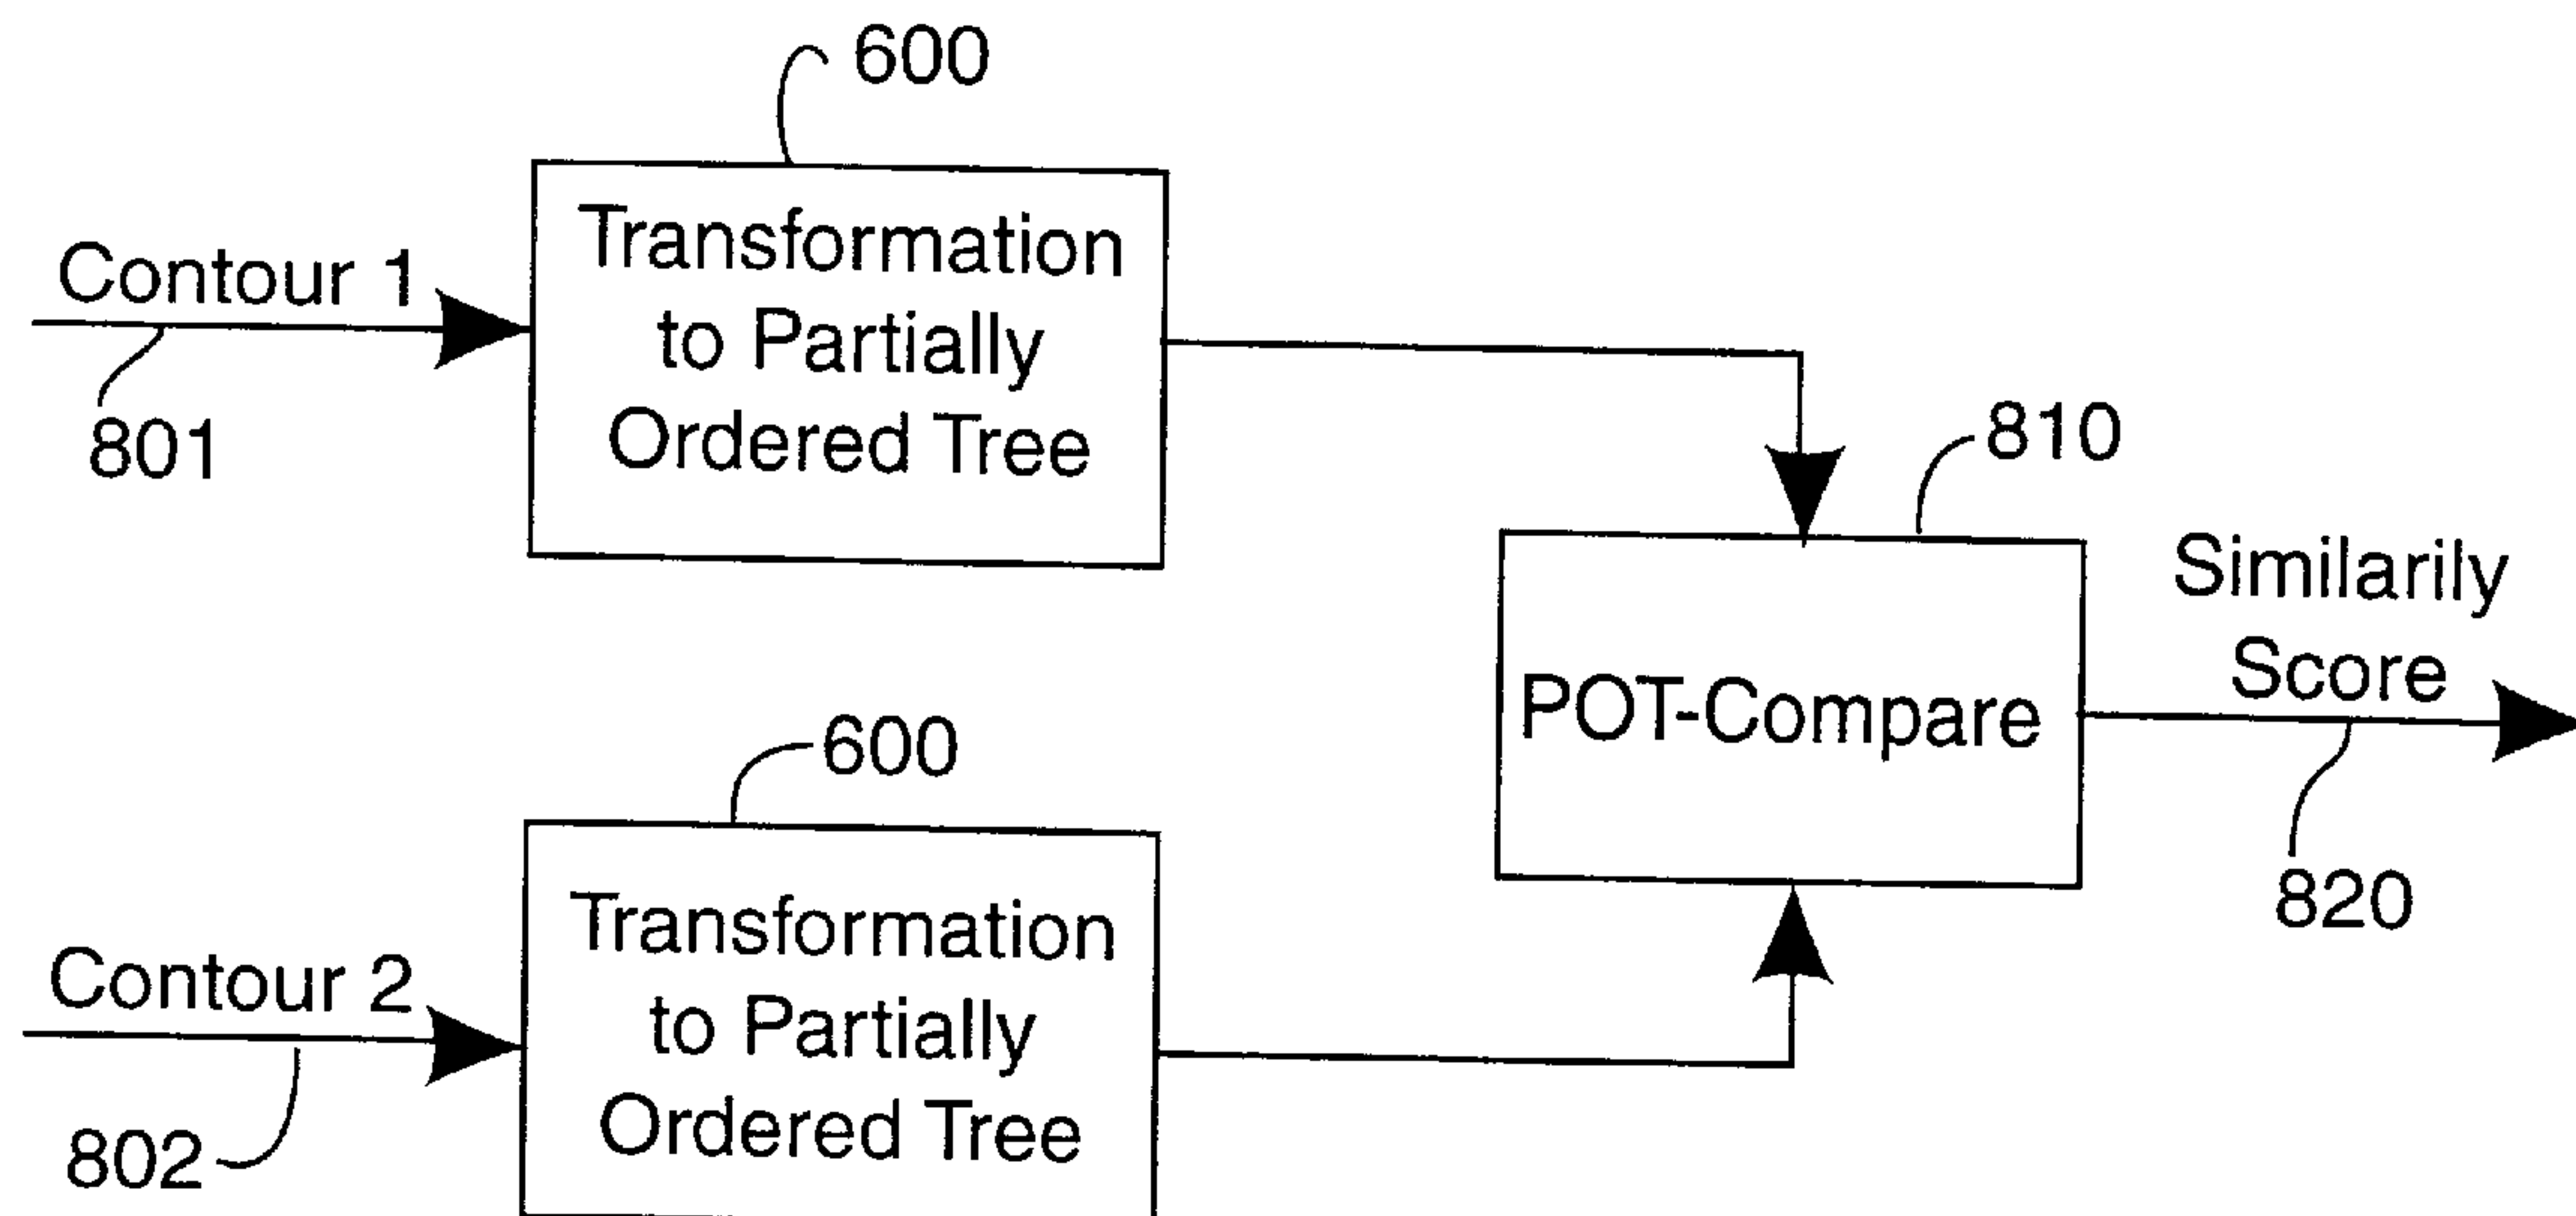 600
Transformation
to Partially
Ordered Tree
Contour 1
801
810
Similarily
Score
POT-Compare
820
600
Transformation
to Partially
Ordered Tree
Contour 2
802